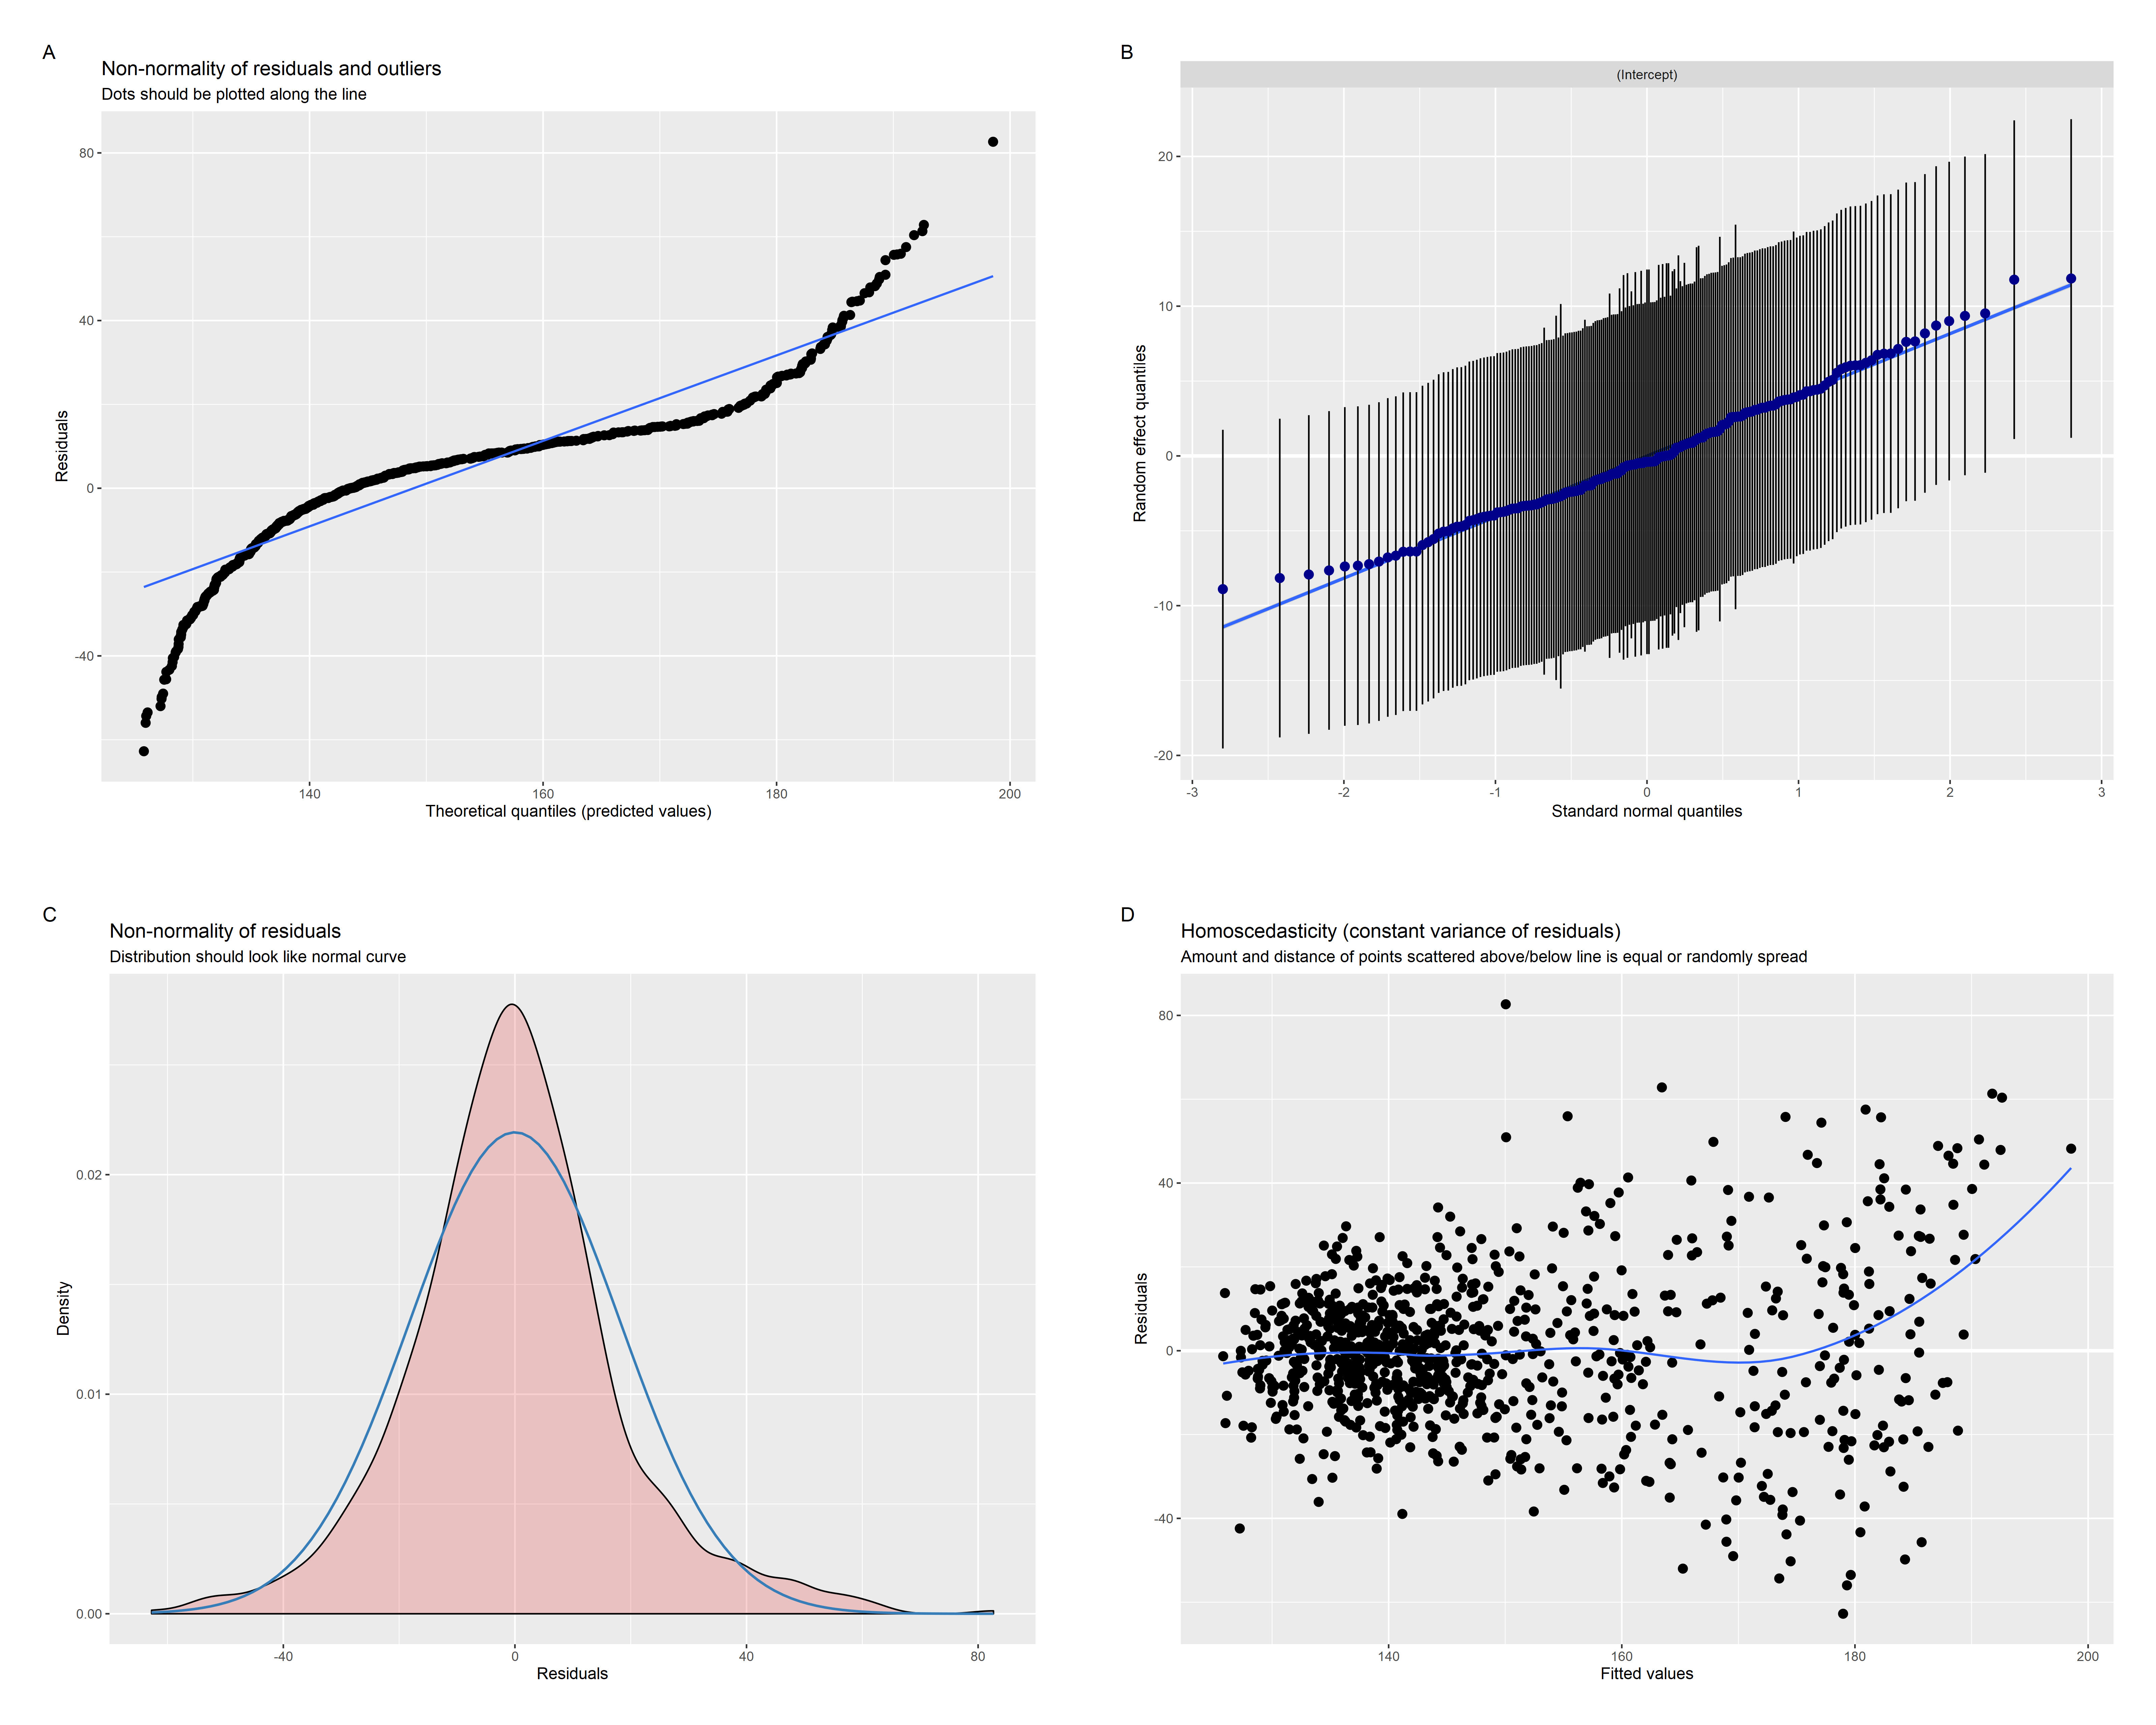 A
Non-normality of residuals and outliers
Dots should be plotted along the line
80
40
0
-40
Residuals
140
160
180
200
Theoretical quantiles (predicted values)
B
(Intercept)
20
10
0
-10
-20
Random effect quantiles
-3
-2
-1
0
1
2
3
Standard normal quantiles
C
Non-normality of residuals
Distribution should look like normal curve
0.02
0.01
0.00
Density
-40
0
40
80
Residuals
D
Homoscedasticity (constant variance of residuals)
Amount and distance of points scattered above/below line is equal or randomly spread
80
40
0
-40
Residuals
140
160
180
200
Fitted values